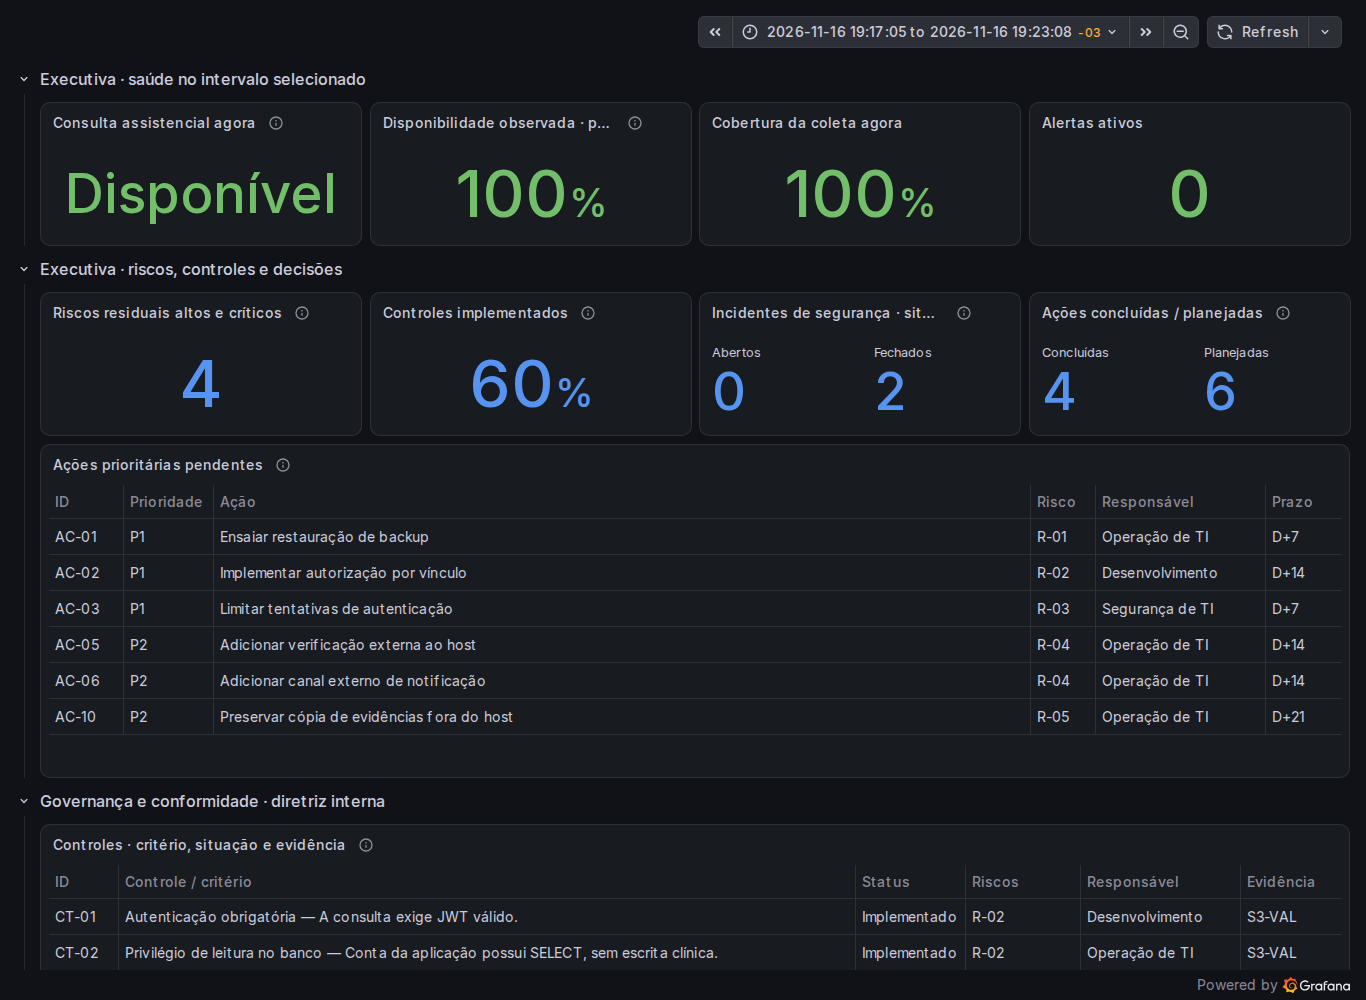 2026-11-16 19:17:05 to 2026-11-16 19:23:08 -03 Refresh
Executiva · saúde no intervalo selecionado
Consulta assistencial agora
Disponível
Disponibilidade observada · p...
100%
Cobertura da coleta agora
100%
Alertas ativos
0
Executiva · riscos, controles e decisões
Riscos residuais altos e críticos
4
Controles implementados
60%
Incidentes de segurança · sit...
Abertos Fechados
0 2
Ações concluídas / planejadas
Concluídas Planejadas
4 6
Ações prioritárias pendentes
ID Prioridade Ação Risco Responsável Prazo
AC-01 P1 Ensaiar restauração de backup R-01 Operação de TI D+7
AC-02 P1 Implementar autorização por vínculo R-02 Desenvolvimento D+14
AC-03 P1 Limitar tentativas de autenticação R-03 Segurança de TI D+7
AC-05 P2 Adicionar verificação externa ao host R-04 Operação de TI D+14
AC-06 P2 Adicionar canal externo de notificação R-04 Operação de TI D+14
AC-10 P2 Preservar cópia de evidências fora do host R-05 Operação de TI D+21
Governança e conformidade · diretriz interna
Controles · critério, situação e evidência
ID Controle / critério Status Riscos Responsável Evidência
CT-01 Autenticação obrigatória — A consulta exige JWT válido. Implementado R-02 Desenvolvimento S3-VAL
CT-02 Privilégio de leitura no banco — Conta da aplicação possui SELECT, sem escrita clínica. Implementado R-02 Operação de TI S3-VAL
Powered by Grafana